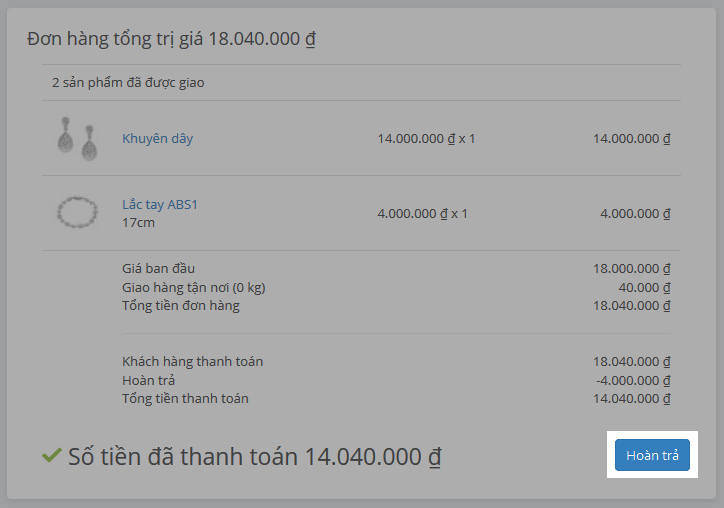 Đơn hàng tổng trị giá 18.040.000 ₫
2 sản phẩm đã được giao
Khuyên dây 14.000.000 ₫ x 1 14.000.000 ₫
Lắc tay ABS1
17cm
4.000.000 ₫ x 1 4.000.000 ₫
Giá ban đầu 18.000.000 ₫
Giao hàng tận nơi (0 kg) 40.000 ₫
Tổng tiền đơn hàng 18.040.000 ₫
Khách hàng thanh toán 18.040.000 ₫
Hoàn trả -4.000.000 ₫
Tổng tiền thanh toán 14.040.000 ₫
Số tiền đã thanh toán 14.040.000 ₫
Hoàn trả